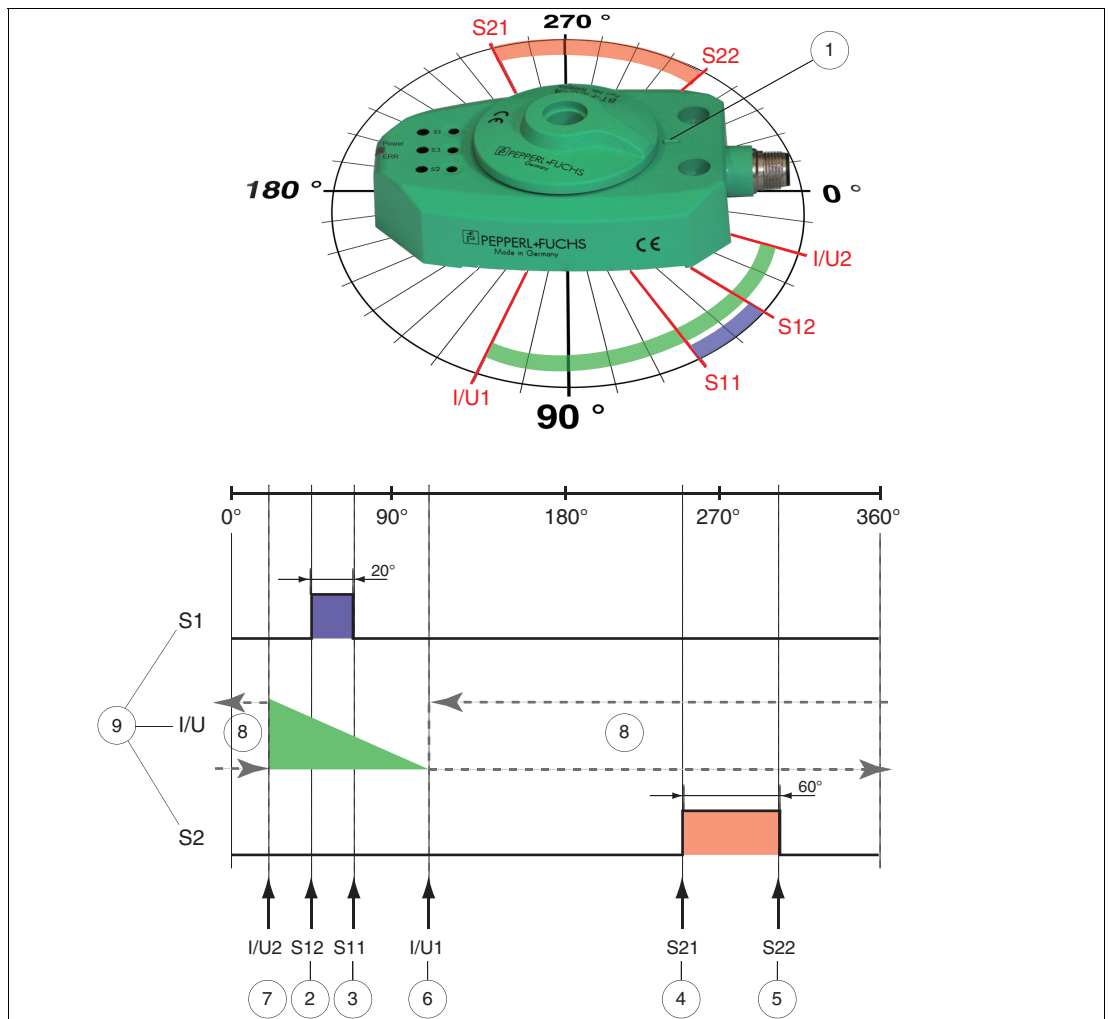 S21
270 °
S22
1
S1
Power
S3
ERR
S2
CE
PEPPERL+FUCHS
Germany
180 °
0 °
PEPPERL+FUCHS
Made in Germany
CE
I/U2
S12
S11
I/U1
90 °
0°
90°
180°
270°
360°
20°
S1
9
I/U
8
8
60°
S2
I/U2
S12
S11
I/U1
S21
S22
7
2
3
6
4
5